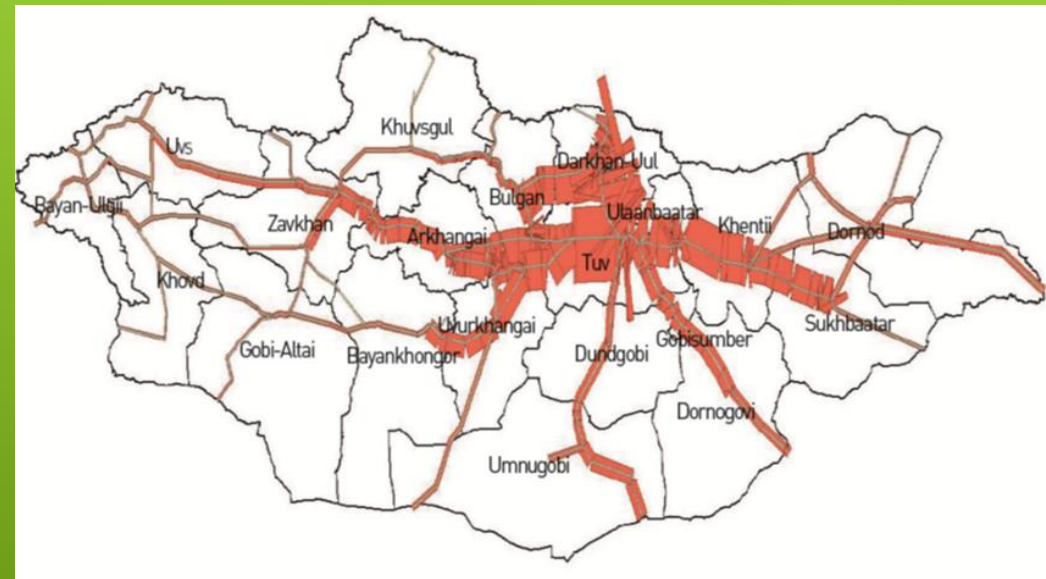 Khuvsgul
Uvs
Darkhan-Uul
Bayan-Ulgii
Bulgan
Zavkhan
Ulaanbaatar
Arkhangai
Khentii
Dornod
Tuv
Khovd
Uvurkhangai
Sukhbaatar
Gobi-Altai
Bayankhongor
Dundgobi
Gobisumber
Dornogovi
Umnugobi